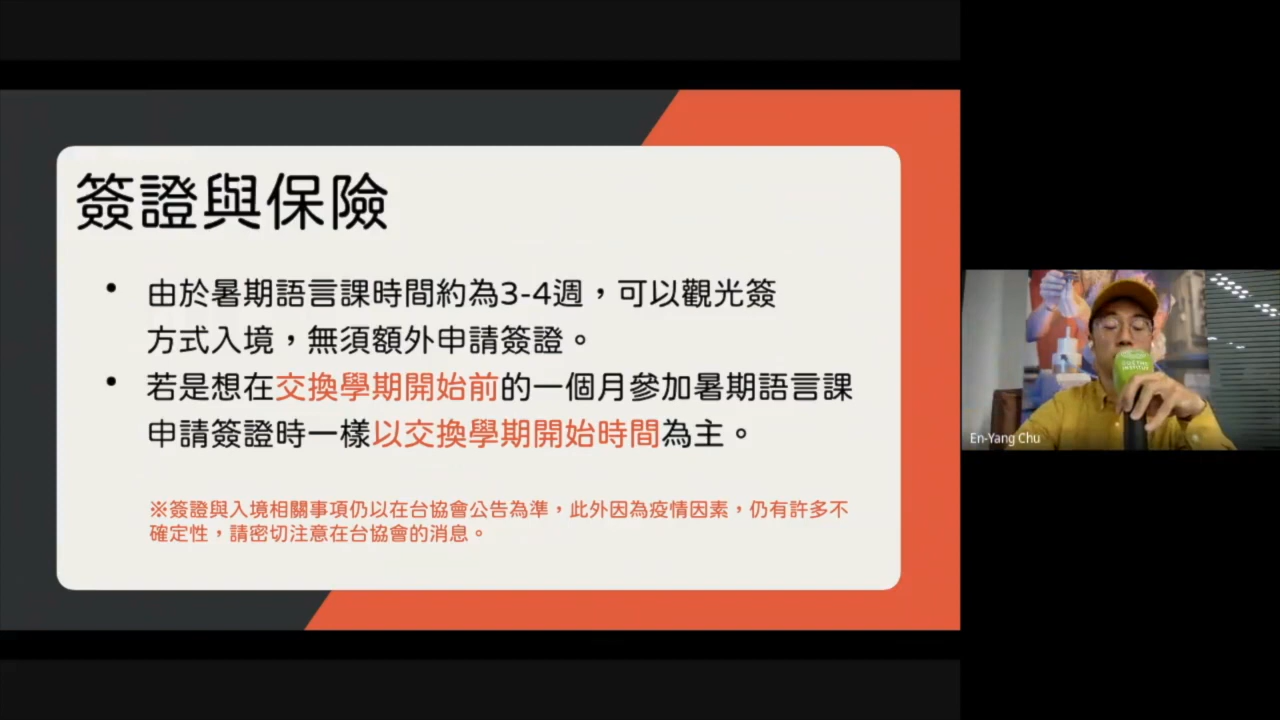 簽證與保險
• 由於暑期語言課時間約為3-4週，可以觀光簽
方式入境，無須額外申請簽證。
• 若是想在交換學期開始前的一個月參加暑期語言課
申請簽證時一樣以交換學期開始時間為主。
※簽證與入境相關事項仍以在台協會公告為準，此外因為疫情因素，仍有許多不
確定性，請密切注意在台協會的消息。
En-Yang Chu